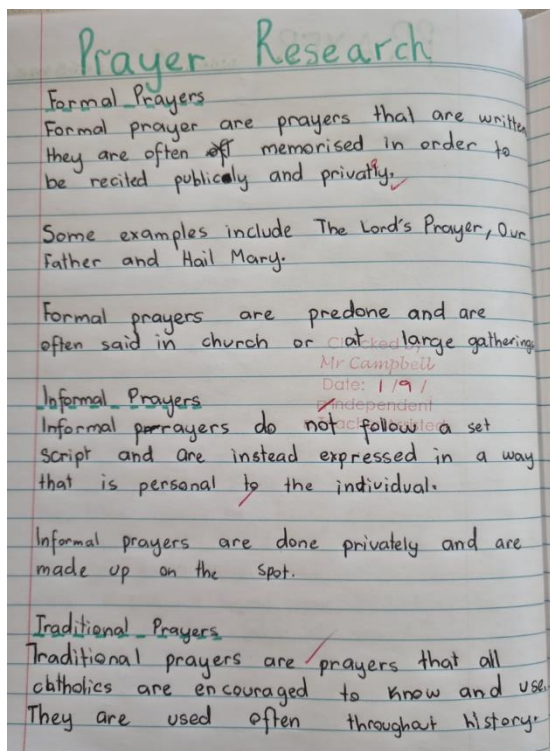 Prayer Research
Formal Prayers
Formal prayer are prayers that are written
they are often memorised in order to
be recited publicly and privatly.
Some examples include The Lord's Prayer, Our
Father and Hail Mary.
Formal prayers are predone and are
often said in church or at large gatherings
Checked by
Mr Campbell
Date: 1/9/
Independent
Informal Prayers
Informal prayers do not follow a set
script and are instead expressed in a way
that is personal to the individual.
Informal prayers are done privately and are
made up on the spot.
Traditional Prayers
Traditional prayers are prayers that all
catholics are encouraged to know and use.
They are used often throughout history.